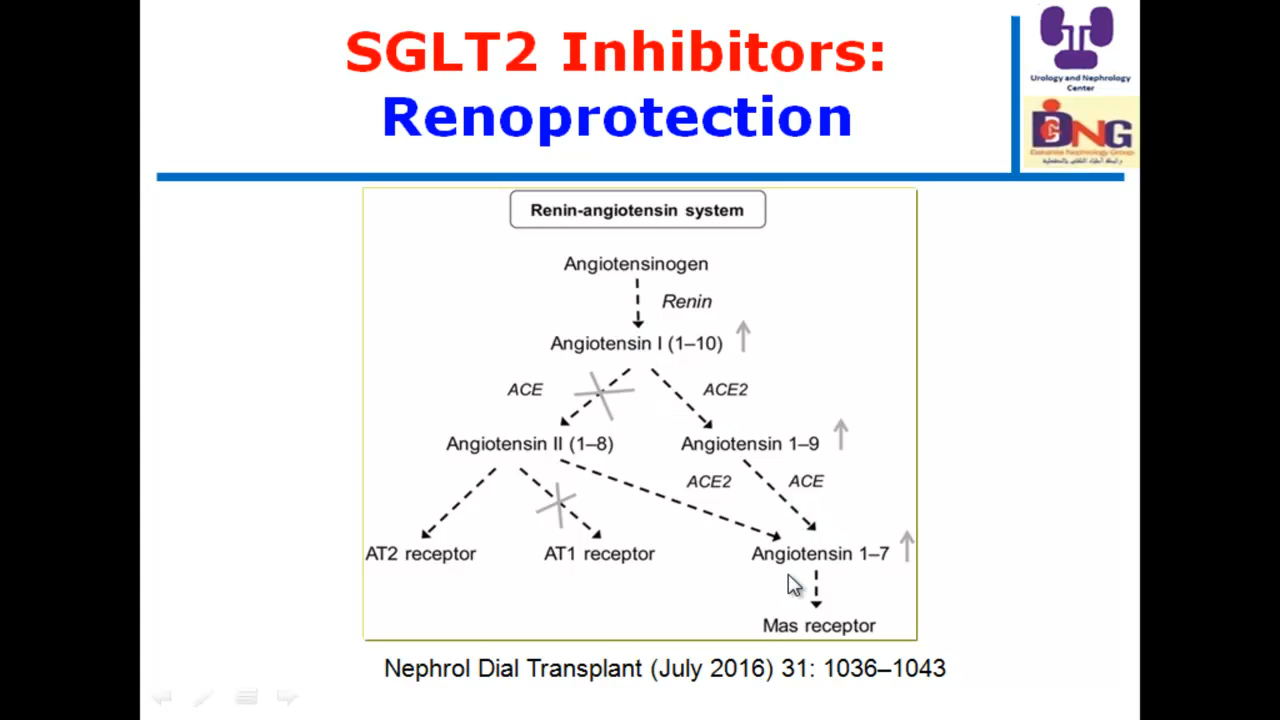 SGLT2 Inhibitors:
Renoprotection
Urology and Nephrology
Center
DNG
Renin-angiotensin system
Angiotensinogen
Renin
Angiotensin I (1–10)
ACE
ACE2
Angiotensin II (1–8)
Angiotensin 1–9
ACE2
ACE
AT2 receptor
AT1 receptor
Angiotensin 1–7
Mas receptor
Nephrol Dial Transplant (July 2016) 31: 1036–1043